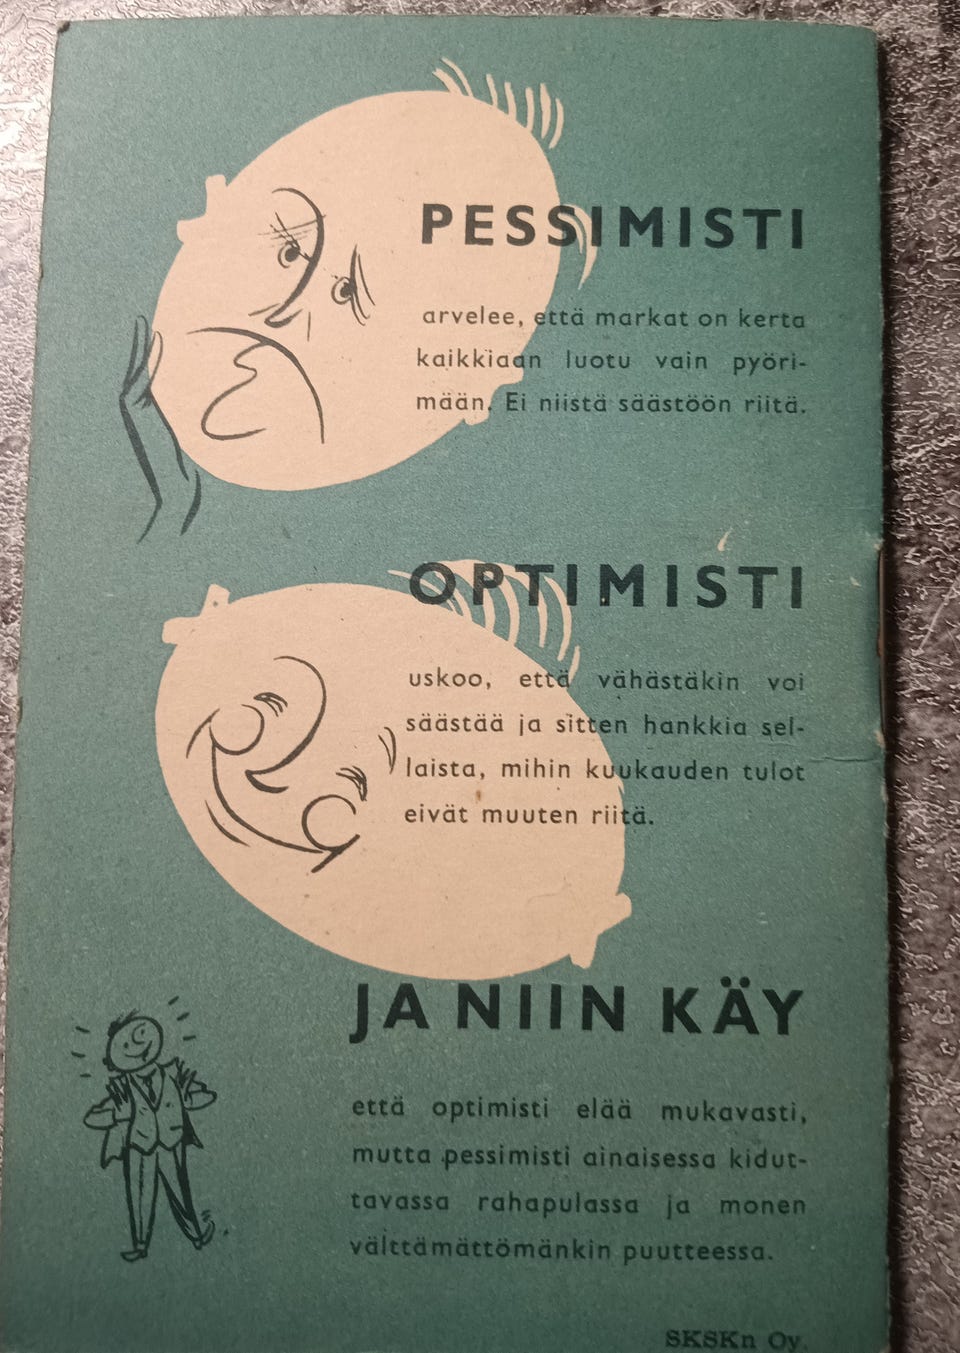 PESSIMISTI
arvelee, että markat on kerta
kaikkiaan luotu vain pyöri-
mään. Ei niistä säästöön riitä.
OPTIMISTI
uskoo, että vähästäkin voi
säästää ja sitten hankkia sel-
laista, mihin kuukauden tulot
eivät muuten riitä.
JA NIIN KÄY
että optimisti elää mukavasti,
mutta pessimisti ainaisessa kidut-
tavassa rahapulassa ja monen
välttämättömänkin puutteessa.
SKSKn Oy.